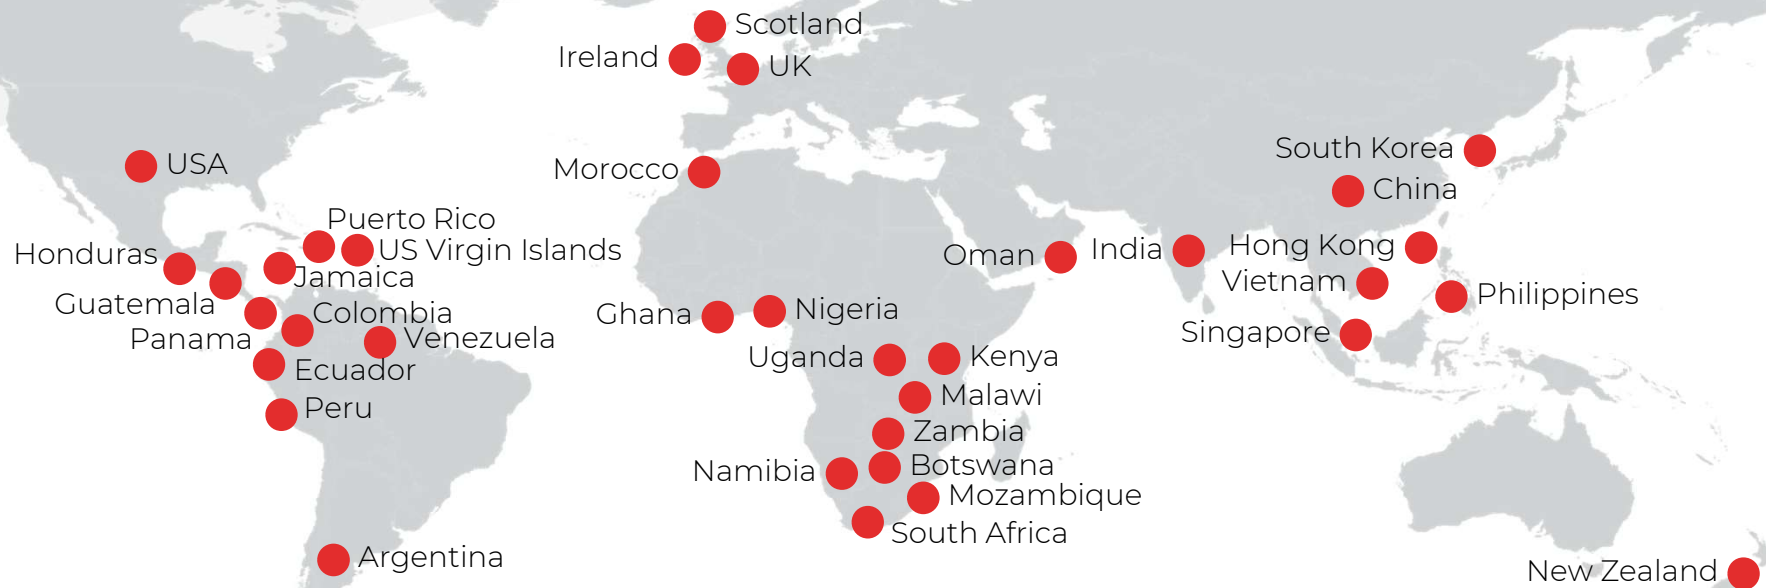 Scotland
Ireland
UK
South Korea
USA
Morocco
China
Puerto Rico
Honduras
US Virgin Islands
Oman
India
Hong Kong
Jamaica
Vietnam
Guatemala
Philippines
Colombia
Ghana
Nigeria
Panama
Venezuela
Singapore
Uganda
Kenya
Ecuador
Malawi
Peru
Zambia
Namibia
Botswana
Mozambique
South Africa
Argentina
New Zealand